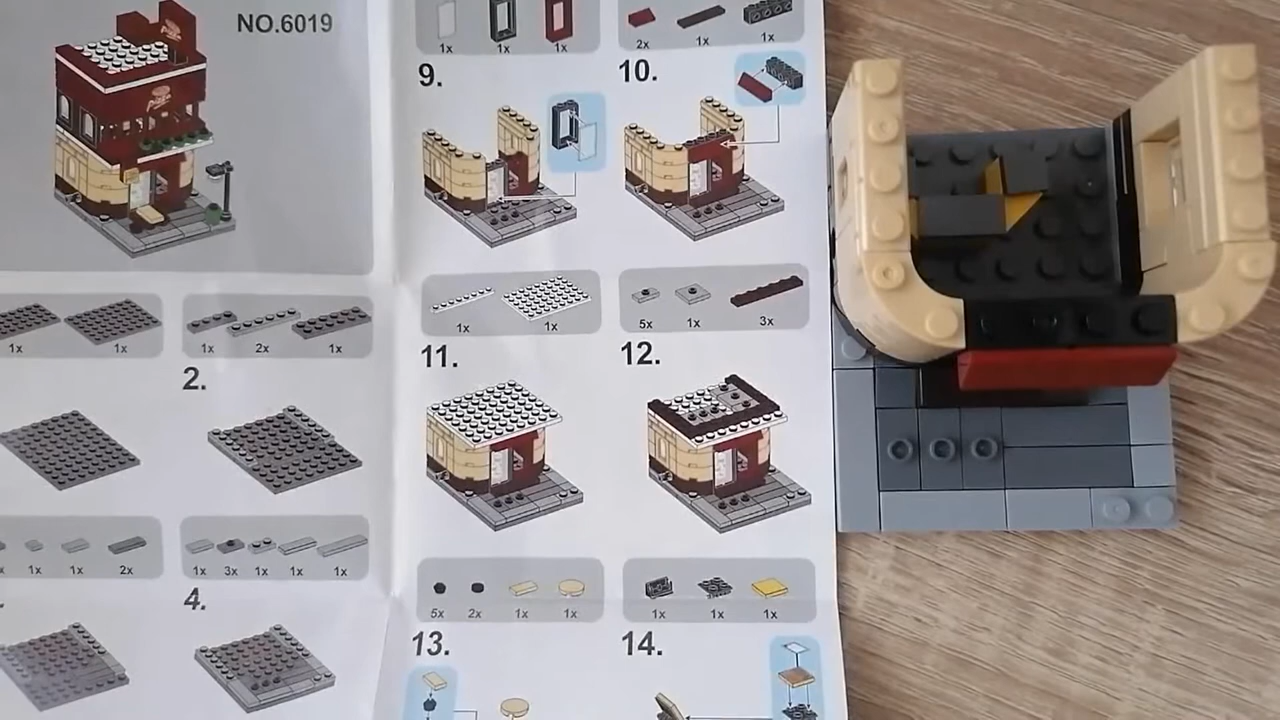 NO.6019
1x 1x 1x
2x 1x 1x
9.
10.
1x 1x
1x 2x 1x
1x 1x
5x 1x 3x
2.
11.
12.
1x 1x 2x
1x 3x 1x 1x 1x
4.
5x 2x 1x 1x
1x 1x 1x
13.
14.